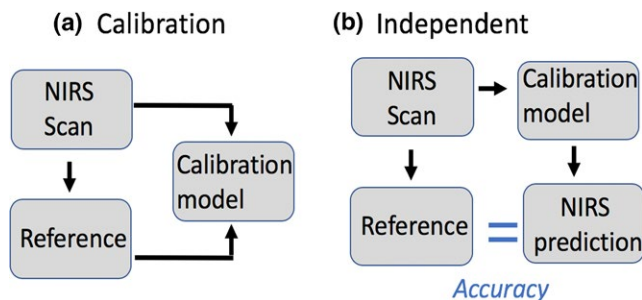 (a) Calibration
NIRS
Scan
Calibration
model
Reference
(b) Independent
NIRS
Scan
Calibration
model
Reference
=
NIRS
prediction
Accuracy